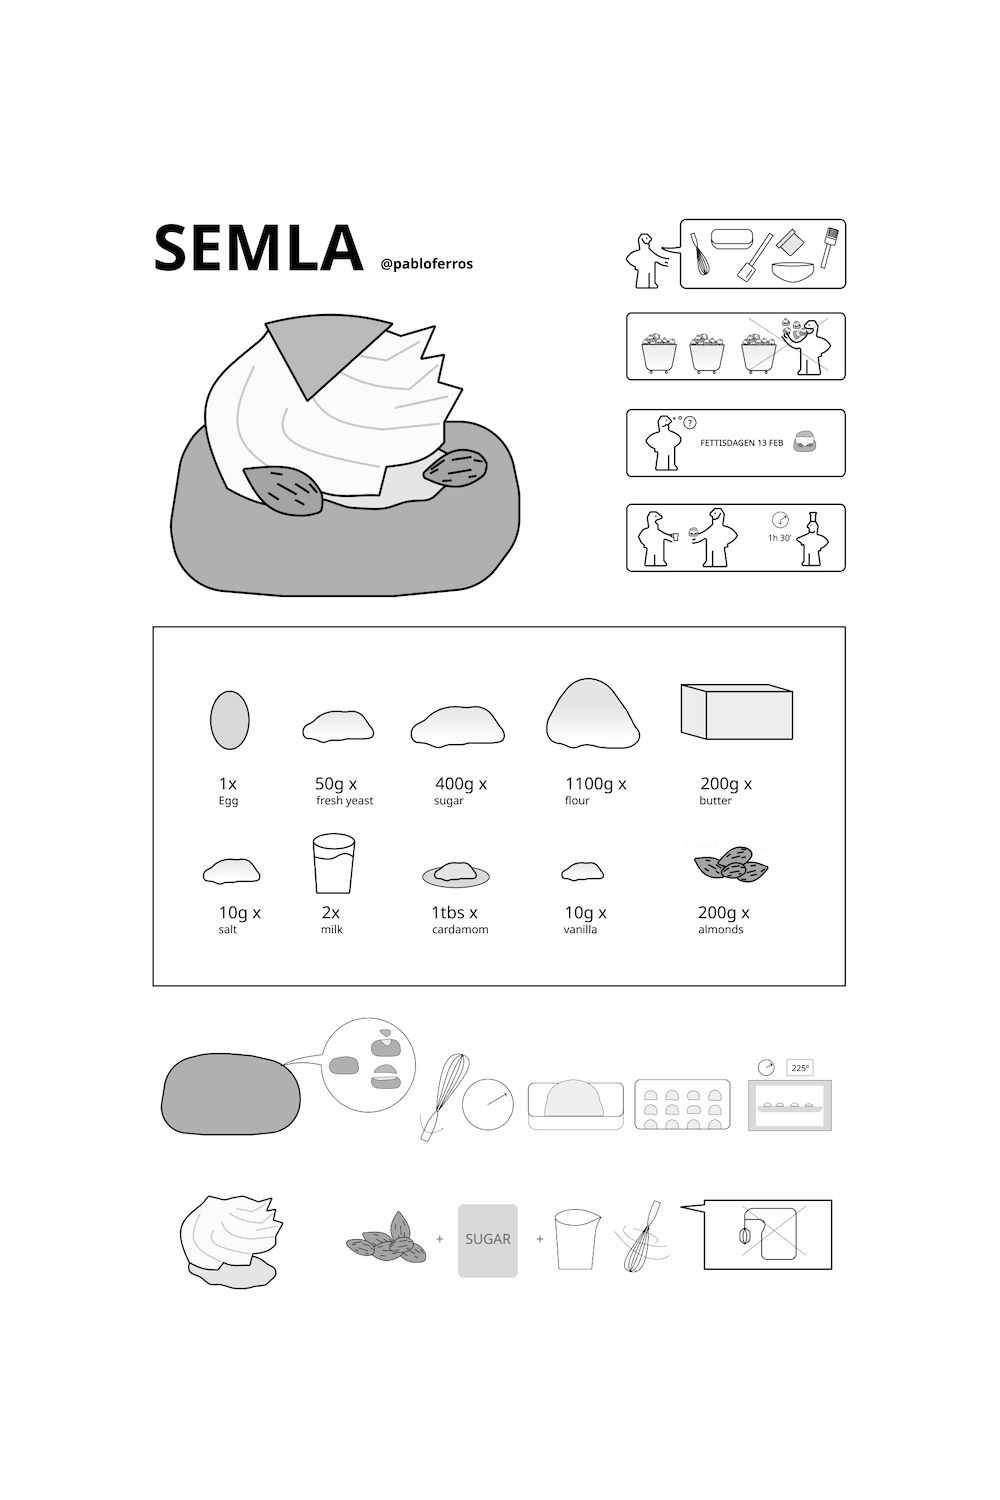 SEMLA @pabloferros
?
FETTISDAGEN 13 FEB
1h 30'
1x
Egg
50g x
fresh yeast
400g x
sugar
1100g x
flour
200g x
butter
10g x
salt
2x
milk
1tbs x
cardamom
10g x
vanilla
200g x
almonds
225º
+ SUGAR +